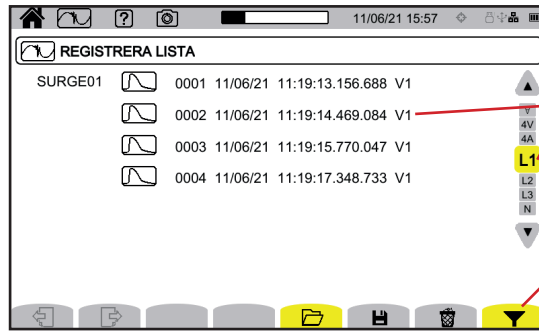 ?
11/06/21 15:57
REGISTRERA LISTA
SURGE01 0001 11/06/21 11:19:13.156.688 V1
0002 11/06/21 11:19:14.469.084 V1
0003 11/06/21 11:19:15.770.047 V1
0004 11/06/21 11:19:17.348.733 V1
∀
4V
4A
L1
L2
L3
N